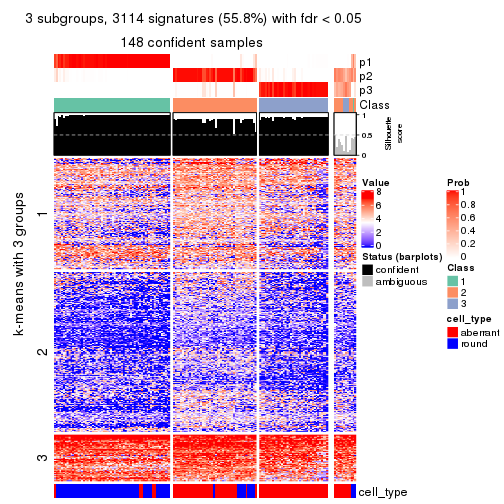 3 subgroups, 3114 signatures (55.8%) with fdr < 0.05
148 confident samples
p1
p2
p3
Class
1
0.5
0
Silhouette
score
k-means with 3 groups
1
2
3
Value
8
6
4
2
0
Prob
1
0.8
0.6
0.4
0.2
0
Status (barplots)
confident
ambiguous
Class
1
2
3
cell_type
aberrant
round
cell_type